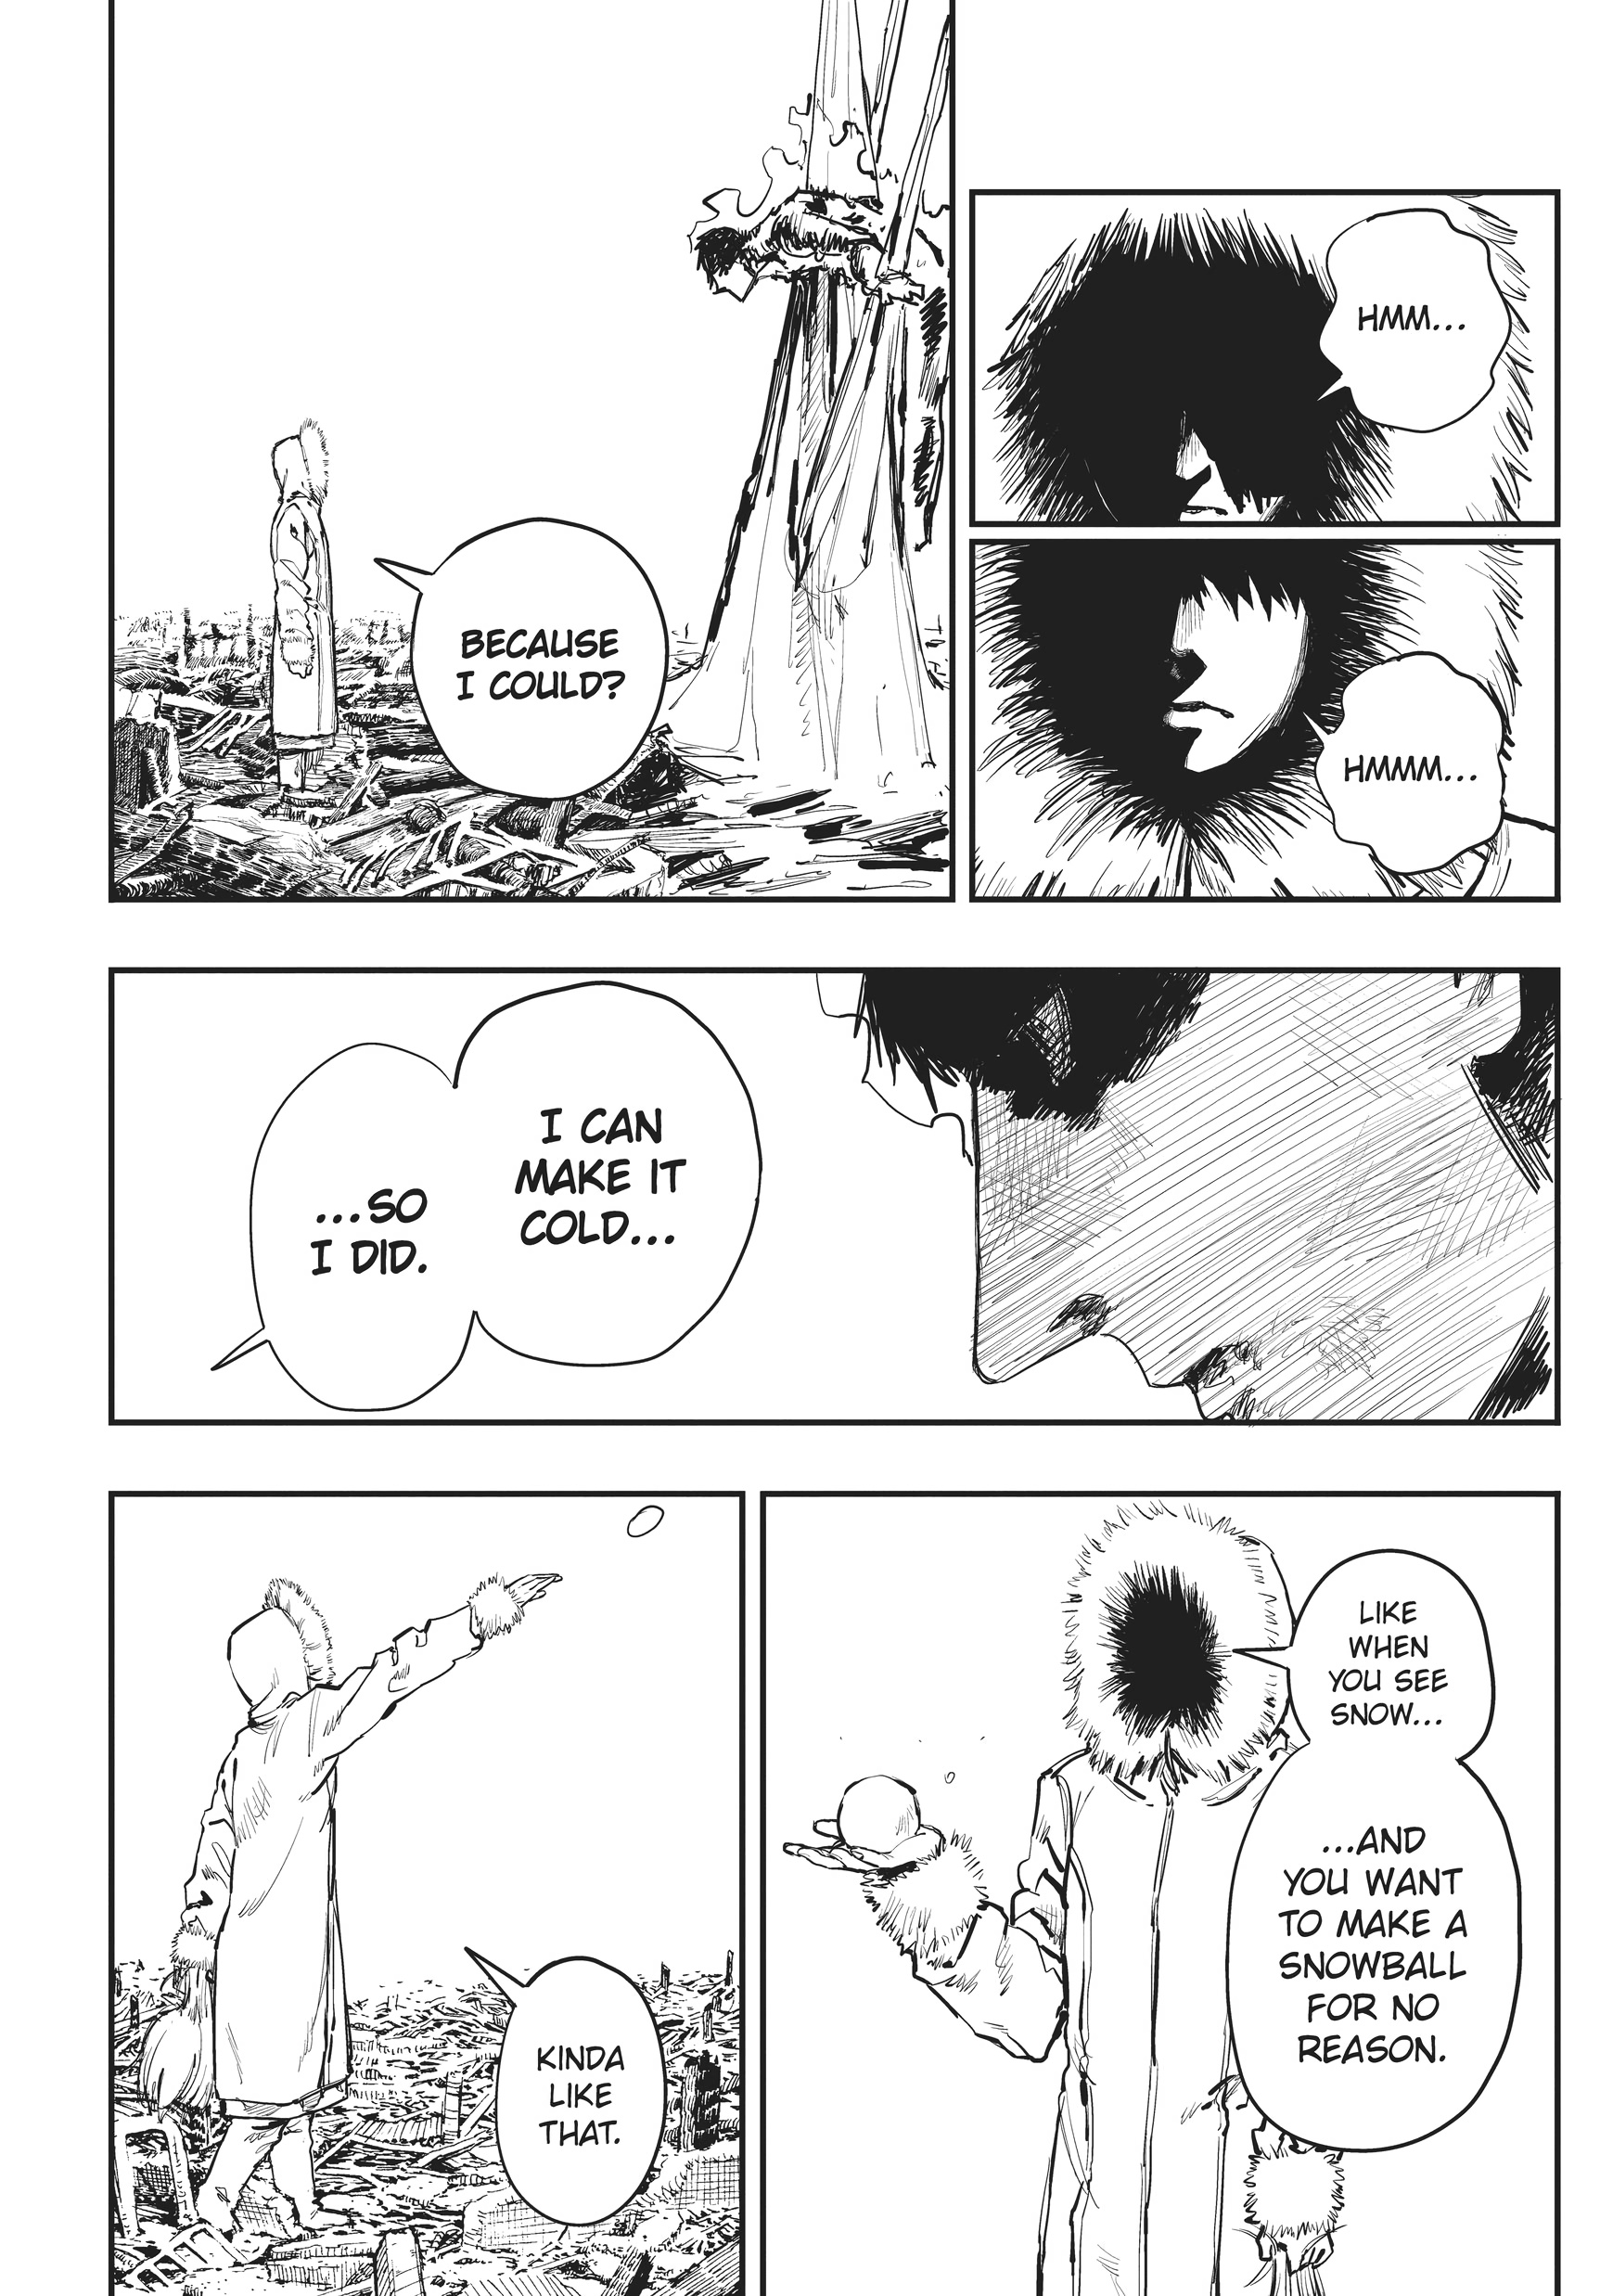 HMM...
HMMM...
BECAUSE
I COULD?
I CAN
MAKE IT
COLD...
...SO
I DID.
LIKE
WHEN
YOU SEE
SNOW...
...AND
YOU WANT
TO MAKE A
SNOWBALL
FOR NO
REASON.
KINDA
LIKE
THAT.